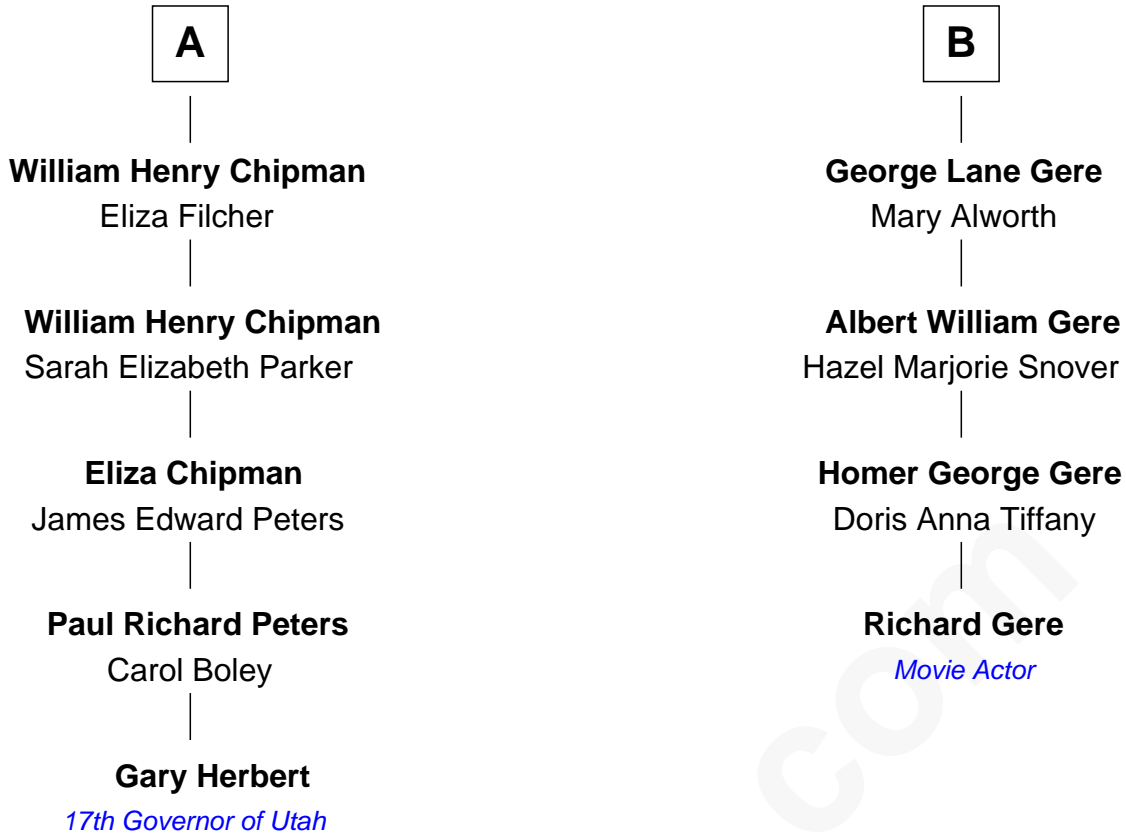 A
William Henry Chipman
Eliza Filcher
William Henry Chipman
Sarah Elizabeth Parker
Eliza Chipman
James Edward Peters
Paul Richard Peters
Carol Boley
Gary Herbert
17th Governor of Utah
B
George Lane Gere
Mary Alworth
Albert William Gere
Hazel Marjorie Snover
Homer George Gere
Doris Anna Tiffany
Richard Gere
Movie Actor
com